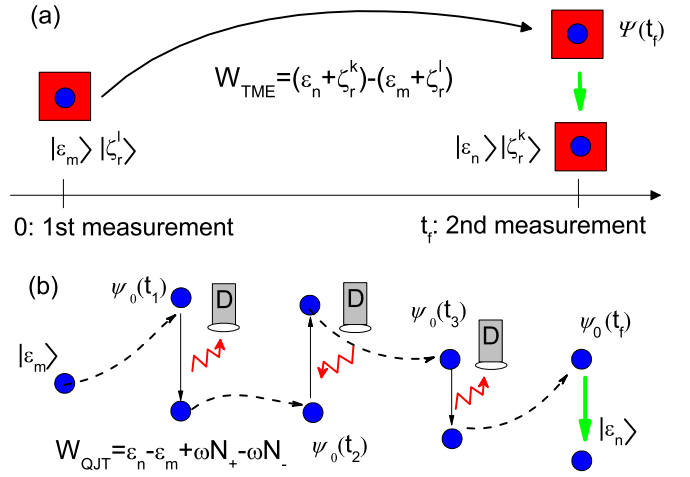 (a)
Ψ(t_f)
W_TME=(ε_n+ζ_r^k)-(ε_m+ζ_r^l)
|ε_m⟩|ζ_r^l⟩
|ε_n⟩|ζ_r^k⟩
0: 1st measurement
t_f: 2nd measurement
(b)
ψ_0(t_1)
D
D
ψ_0(t_3)
D
ψ_0(t_f)
|ε_m⟩
|ε_n⟩
W_QJT=ε_n-ε_m+ωN_+-ωN_-
ψ_0(t_2)